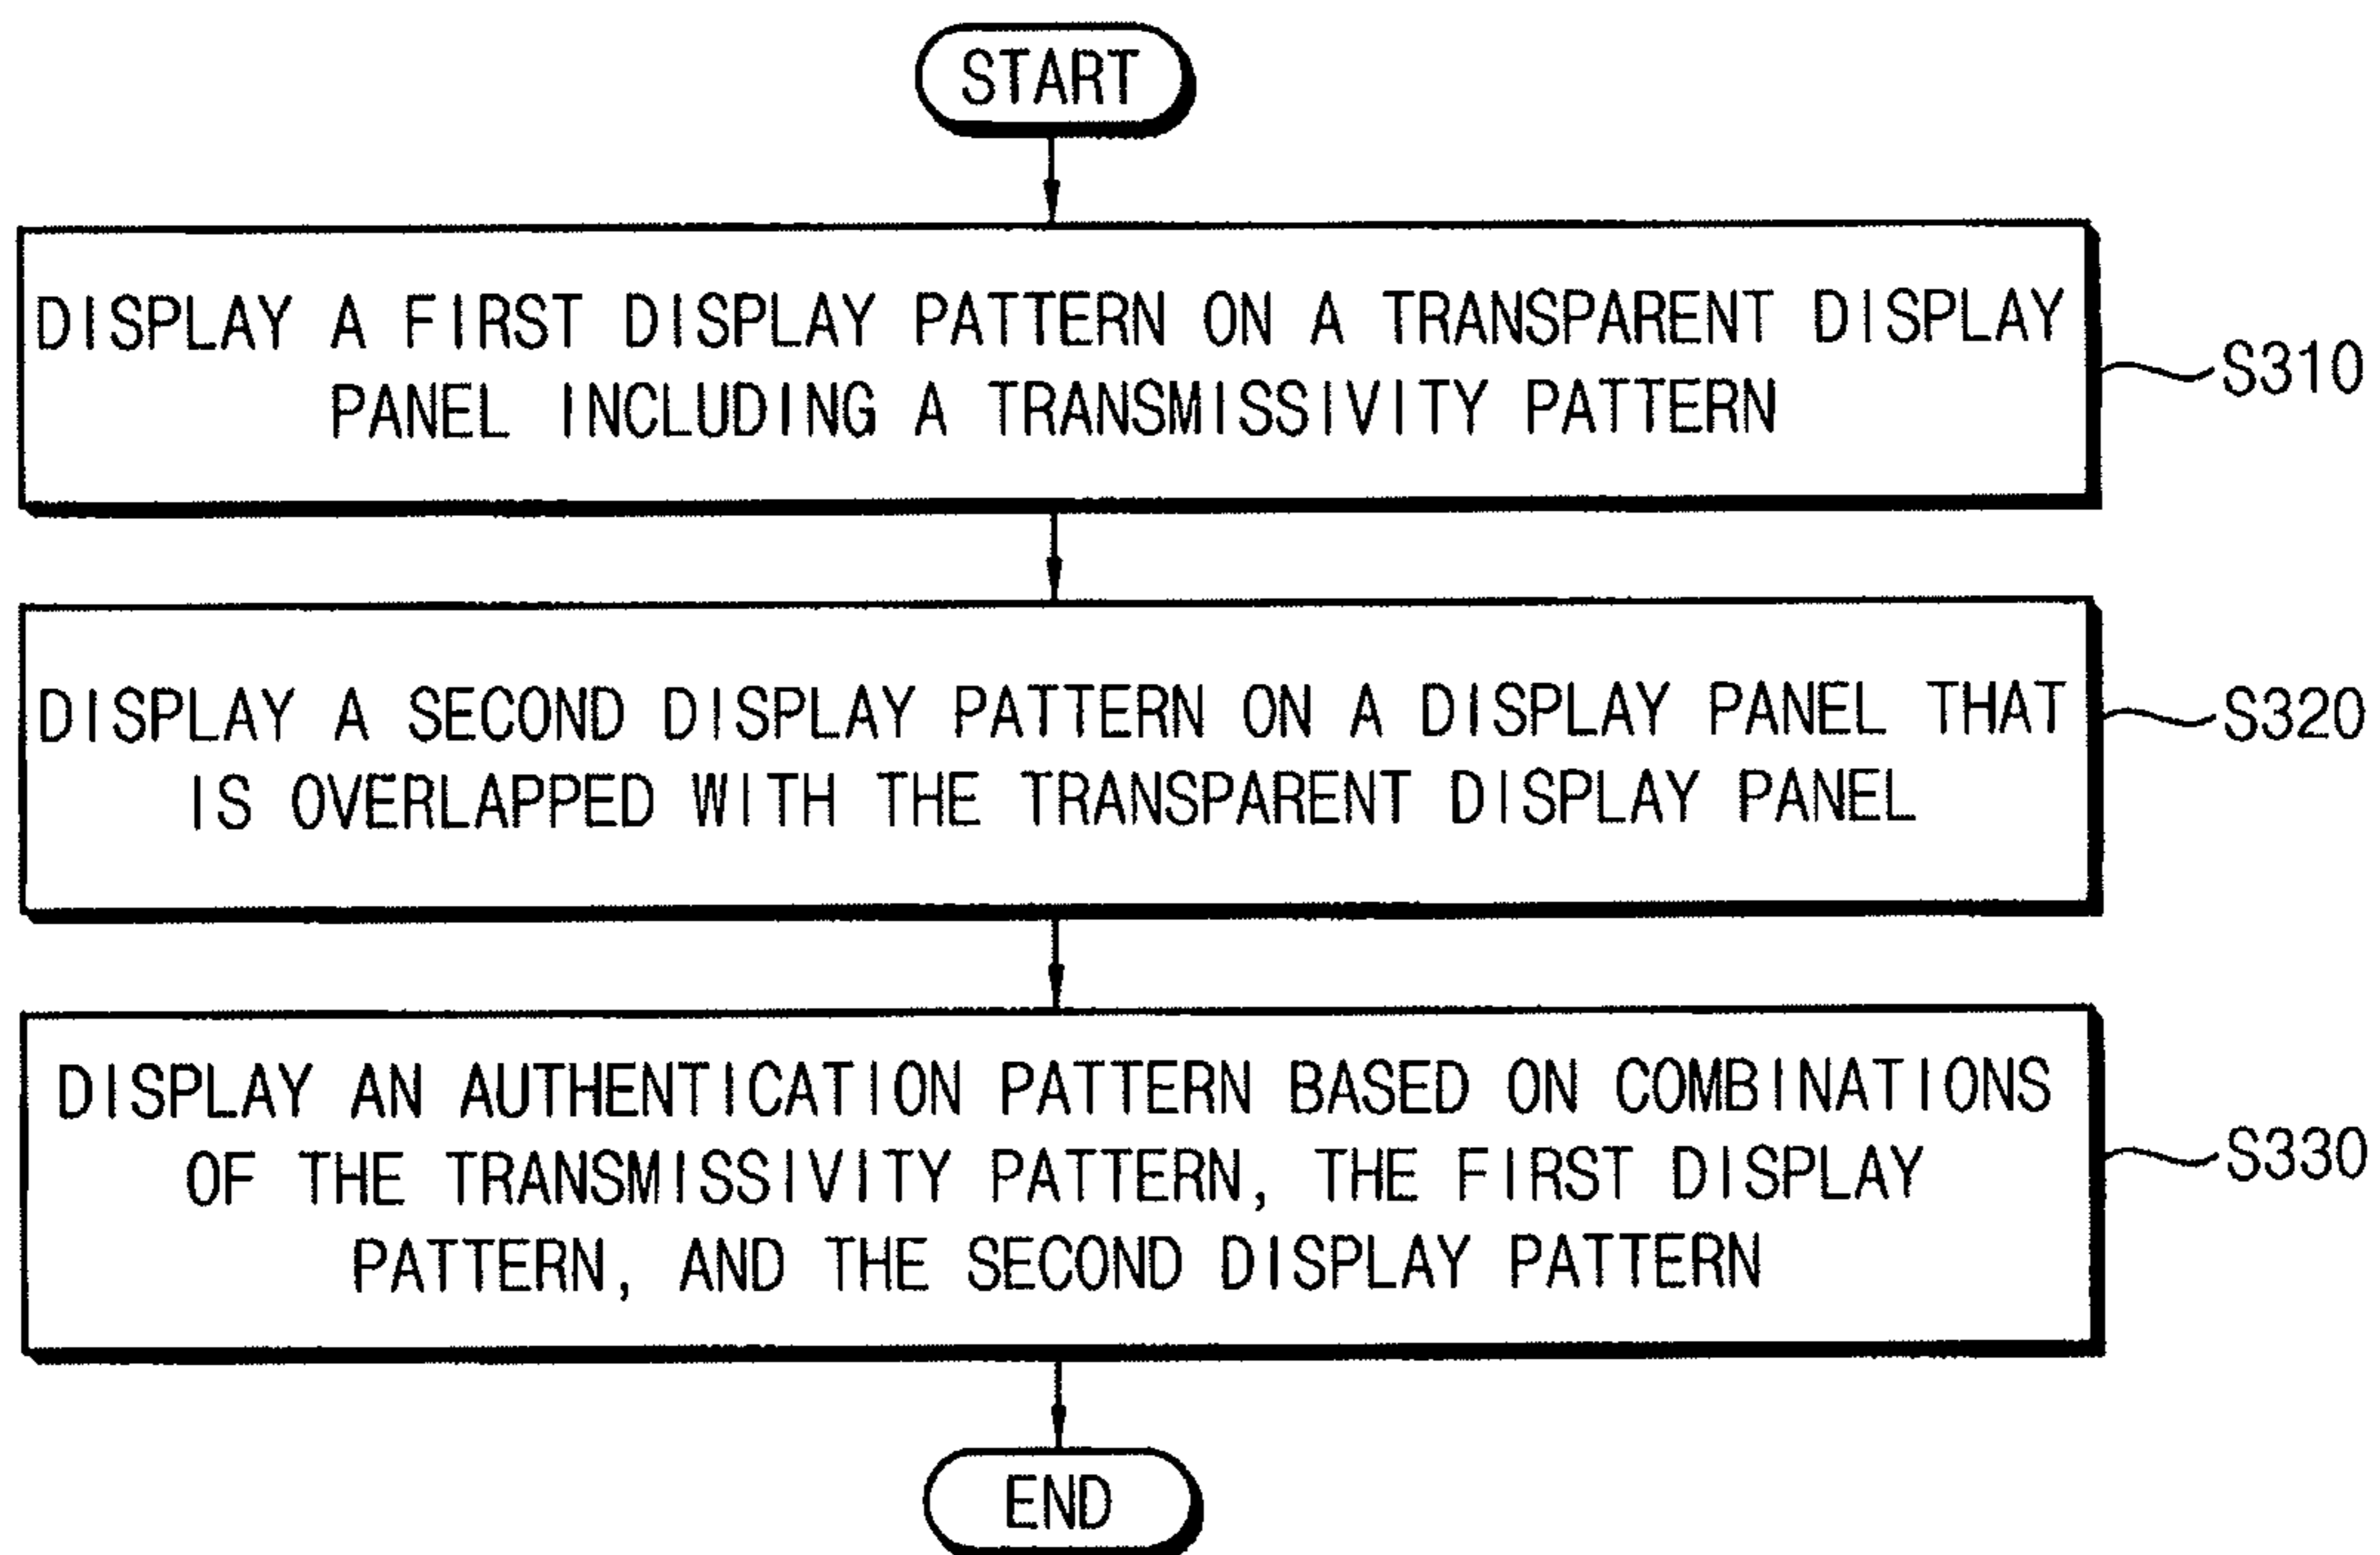 START
DISPLAY A FIRST DISPLAY PATTERN ON A TRANSPARENT DISPLAY
PANEL INCLUDING A TRANSMISSIVITY PATTERN
S310
DISPLAY A SECOND DISPLAY PATTERN ON A DISPLAY PANEL THAT
IS OVERLAPPED WITH THE TRANSPARENT DISPLAY PANEL
S320
DISPLAY AN AUTHENTICATION PATTERN BASED ON COMBINATIONS
OF THE TRANSMISSIVITY PATTERN, THE FIRST DISPLAY
PATTERN, AND THE SECOND DISPLAY PATTERN
S330
END